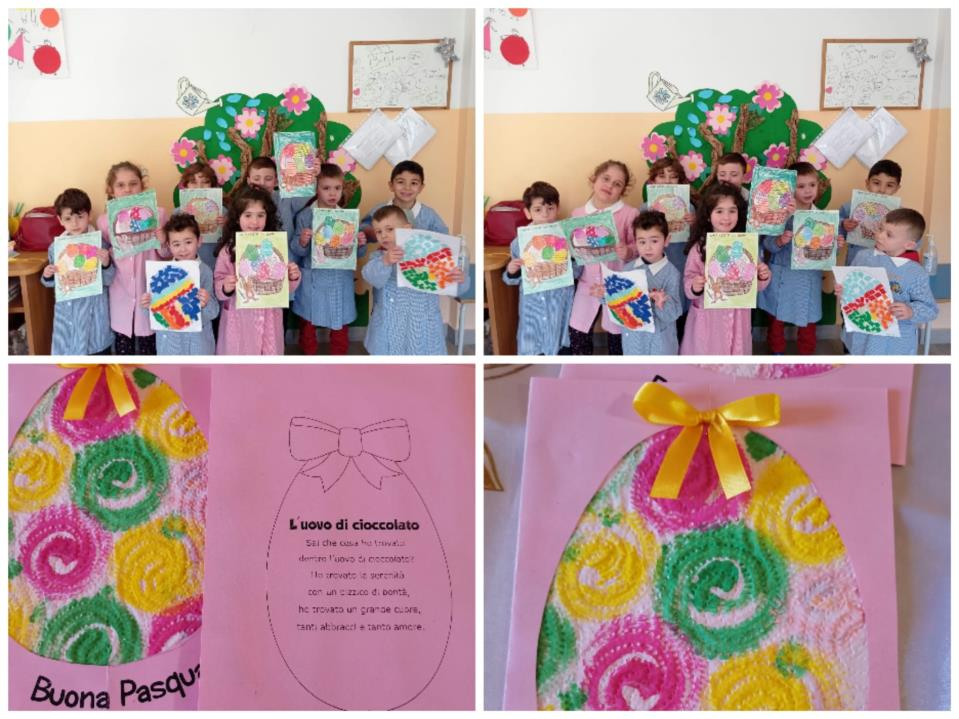 L'uovo di cioccolato
Sai che cosa ho trovato
dentro l'uovo di cioccolato?
Ho trovato la serenità
con un pizzico di bontà,
ho trovato un grande cuore,
tanti abbracci e tanto amore.
Buona Pasqua